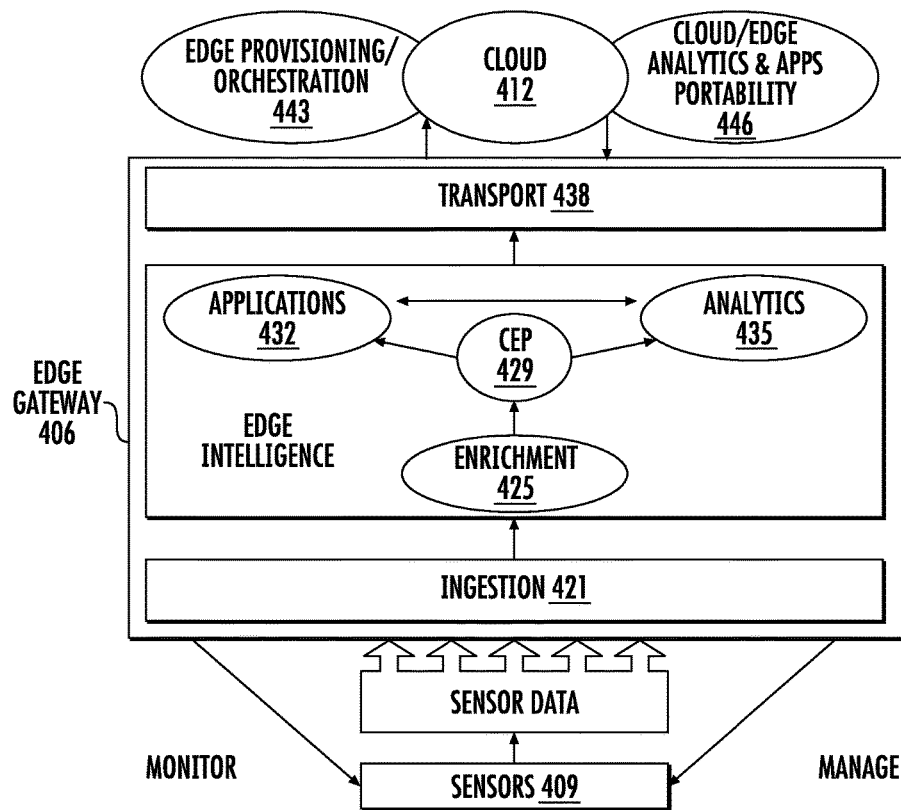 EDGE PROVISIONING/
ORCHESTRATION
443
CLOUD
412
CLOUD/EDGE
ANALYTICS & APPS
PORTABILITY
446
TRANSPORT 438
APPLICATIONS
432
ANALYTICS
435
CEP
429
EDGE
GATEWAY
406
EDGE
INTELLIGENCE
ENRICHMENT
425
INGESTION 421
SENSOR DATA
MONITOR
SENSORS 409
MANAGE